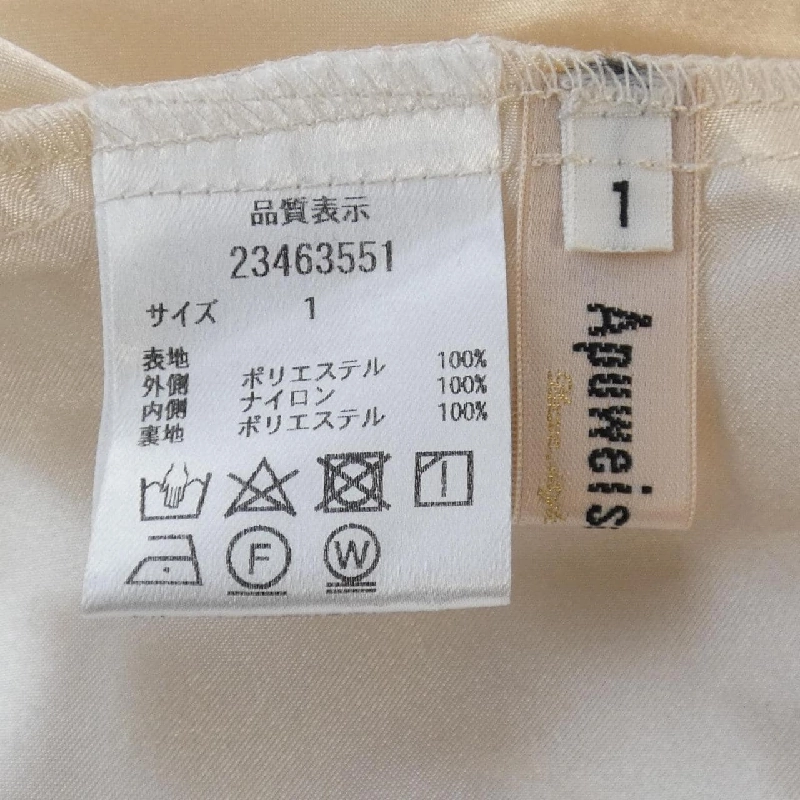 品質表示
23463551
サイズ 1
表地
外側 ポリエステル 100%
内側 ナイロン 100%
裏地 ポリエステル 100%
F
W
1
Apuweis